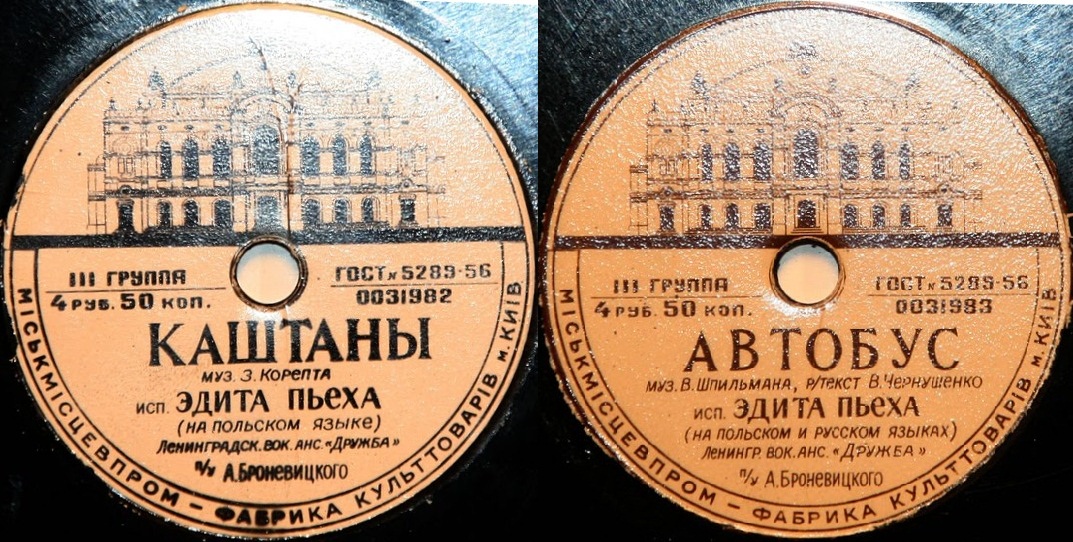 III ГРУППА
4 РУБ. 50 КОП.
ГОСТ № 5289-56
0031982
КАШТАНЫ
МУЗ. З. КОРЕПТА
ИСП. ЭДИТА ПЬЕХА
(НА ПОЛЬСКОМ ЯЗЫКЕ)
ЛЕНИНГРАДСК. ВОК. АНС. «ДРУЖБА»
П/У А. БРОНЕВИЦКОГО
МІСЬКМІСЦЕВПРОМ – ФАБРИКА КУЛЬТТОВАРІВ м. КИЇВ
III ГРУППА
4 РУБ. 50 КОП.
ГОСТ № 5289-56
0031983
АВТОБУС
МУЗ. В. ШПИЛЬМАНА, Р/ТЕКСТ В. ЧЕРНУШЕНКО
ИСП. ЭДИТА ПЬЕХА
(НА ПОЛЬСКОМ И РУССКОМ ЯЗЫКАХ)
ЛЕНИНГР. ВОК. АНС. «ДРУЖБА»
П/У А. БРОНЕВИЦКОГО
МІСЬКМІСЦЕВПРОМ – ФАБРИКА КУЛЬТТОВАРІВ м. КИЇВ